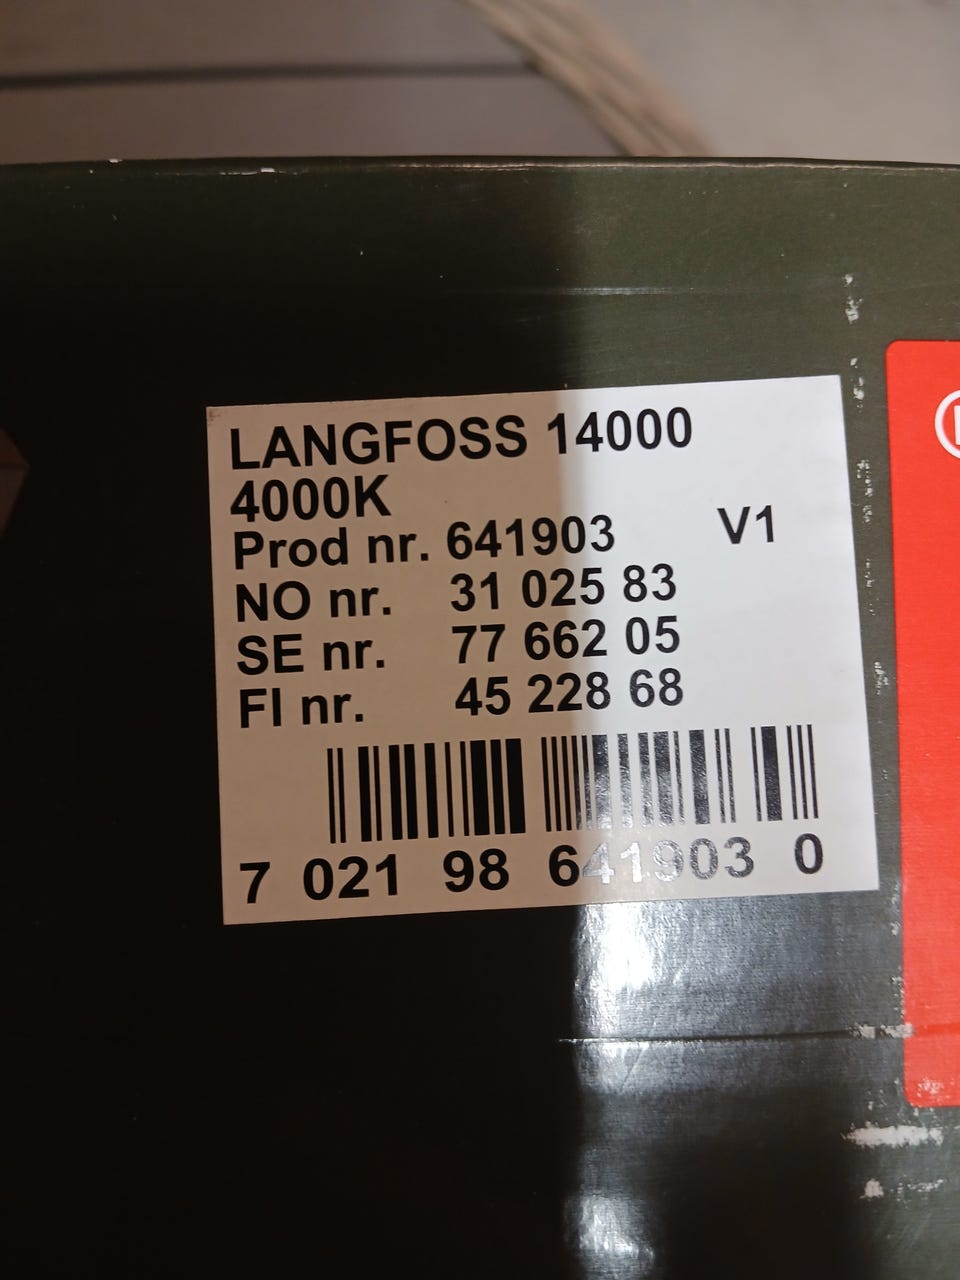 LANGFOSS 14000
4000K
Prod nr. 641903 V1
NO nr. 31 025 83
SE nr. 77 662 05
FI nr. 45 228 68
7 021 98 641903 0